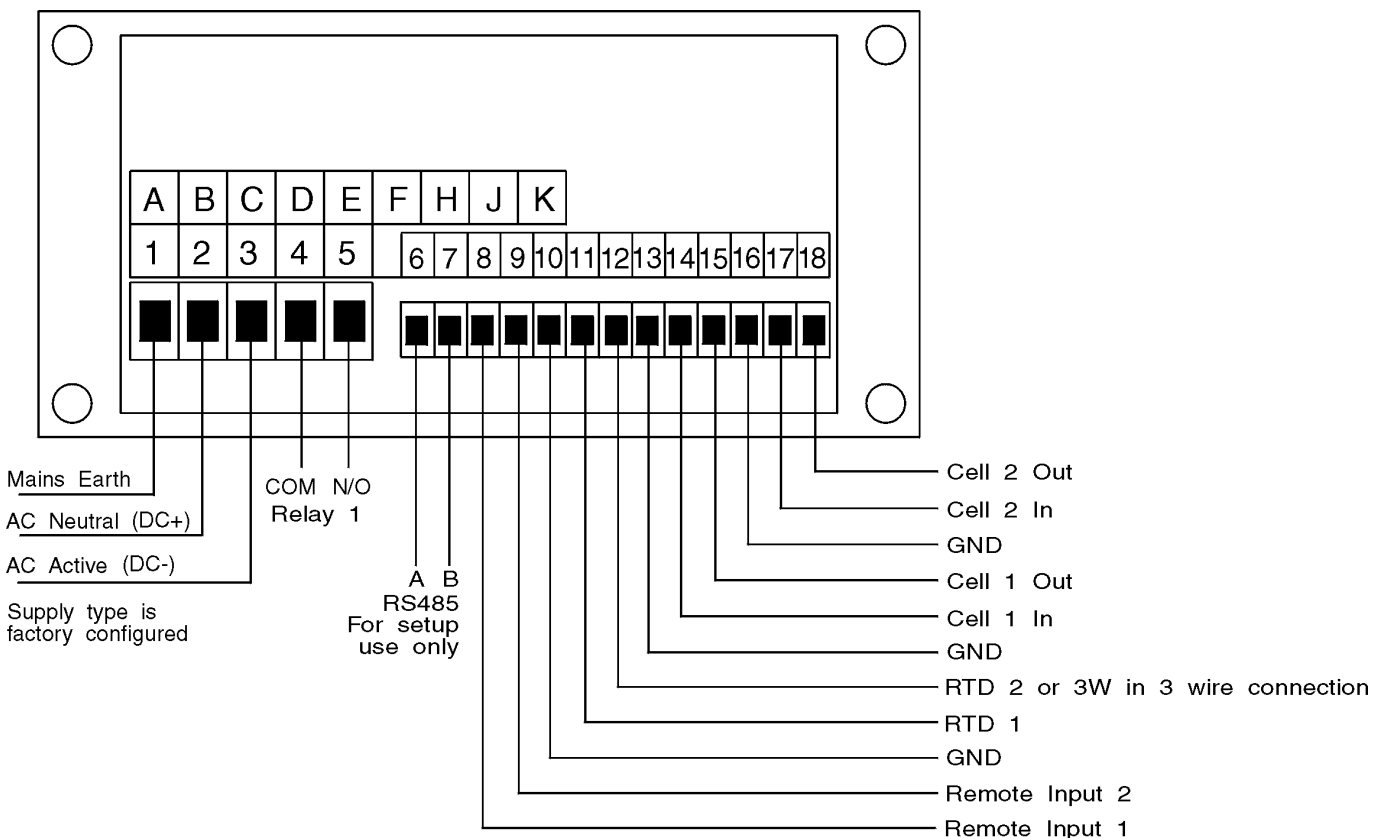 A B C D E F H J K
1 2 3 4 5 6 7 8 9 10 11 12 13 14 15 16 17 18
Mains Earth
AC Neutral (DC+)
AC Active (DC-)
Supply type is
factory configured
COM N/O
Relay 1
A B
RS485
For setup
use only
Cell 2 Out
Cell 2 In
GND
Cell 1 Out
Cell 1 In
GND
RTD 2 or 3W in 3 wire connection
RTD 1
GND
Remote Input 2
Remote Input 1